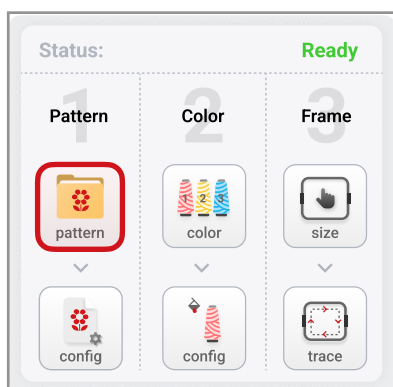 Status: Ready
1 2 3
Pattern Color Frame
1 2 3
pattern color size
config config trace